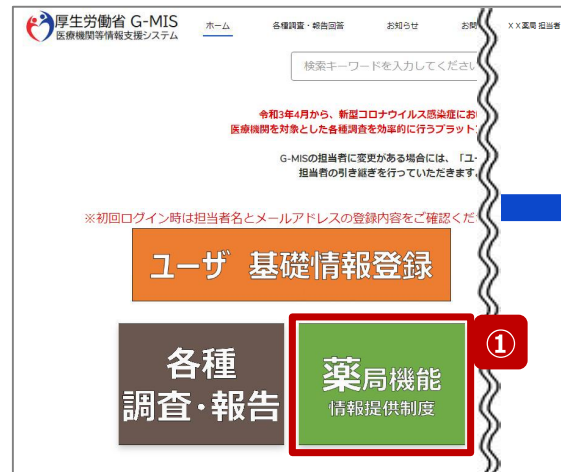 厚生労働省 G-MIS
医療機関等情報支援システム
ホーム 各種調査・報告回答 お知らせ お問 XX薬局 担当者
検索キーワードを入力してください
令和3年4月から、新型コロナウイルス感染症にお
医療機関を対象とした各種調査を効率的に行うプラット
G-MISの担当者に変更がある場合には、「ユー
担当者の引き継ぎを行っていただきます。
※初回ログイン時は担当者名とメールアドレスの登録内容をご確認くだ
ユーザ 基礎情報登録
各種
調査・報告
薬局機能
情報提供制度
①